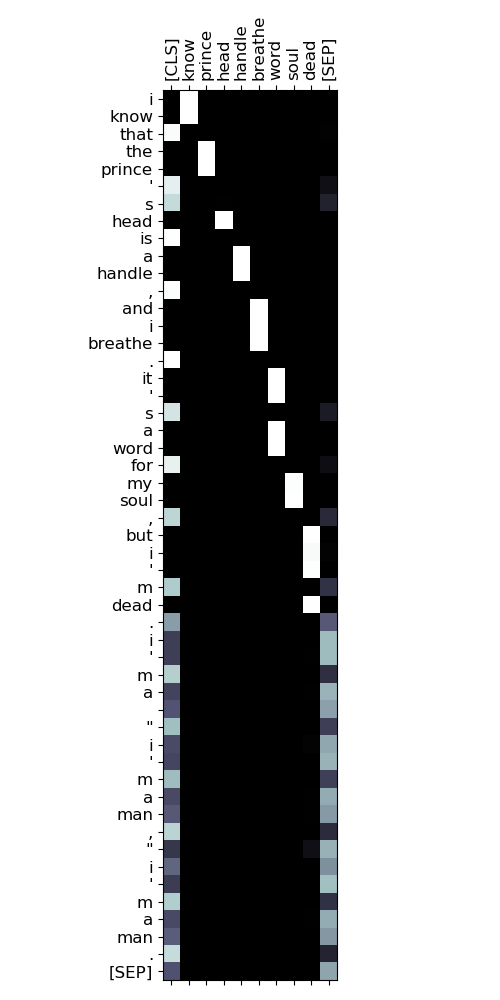 [CLS]
know
prince
head
handle
breathe
word
soul
dead
[SEP]
i
know
that
the
prince
'
s
head
is
a
handle
,
and
i
breathe
.
it
'
s
a
word
for
my
soul
,
but
i
'
m
dead
.
i
'
m
a
"
i
'
m
a
man
,
"
i
'
m
a
man
.
[SEP]